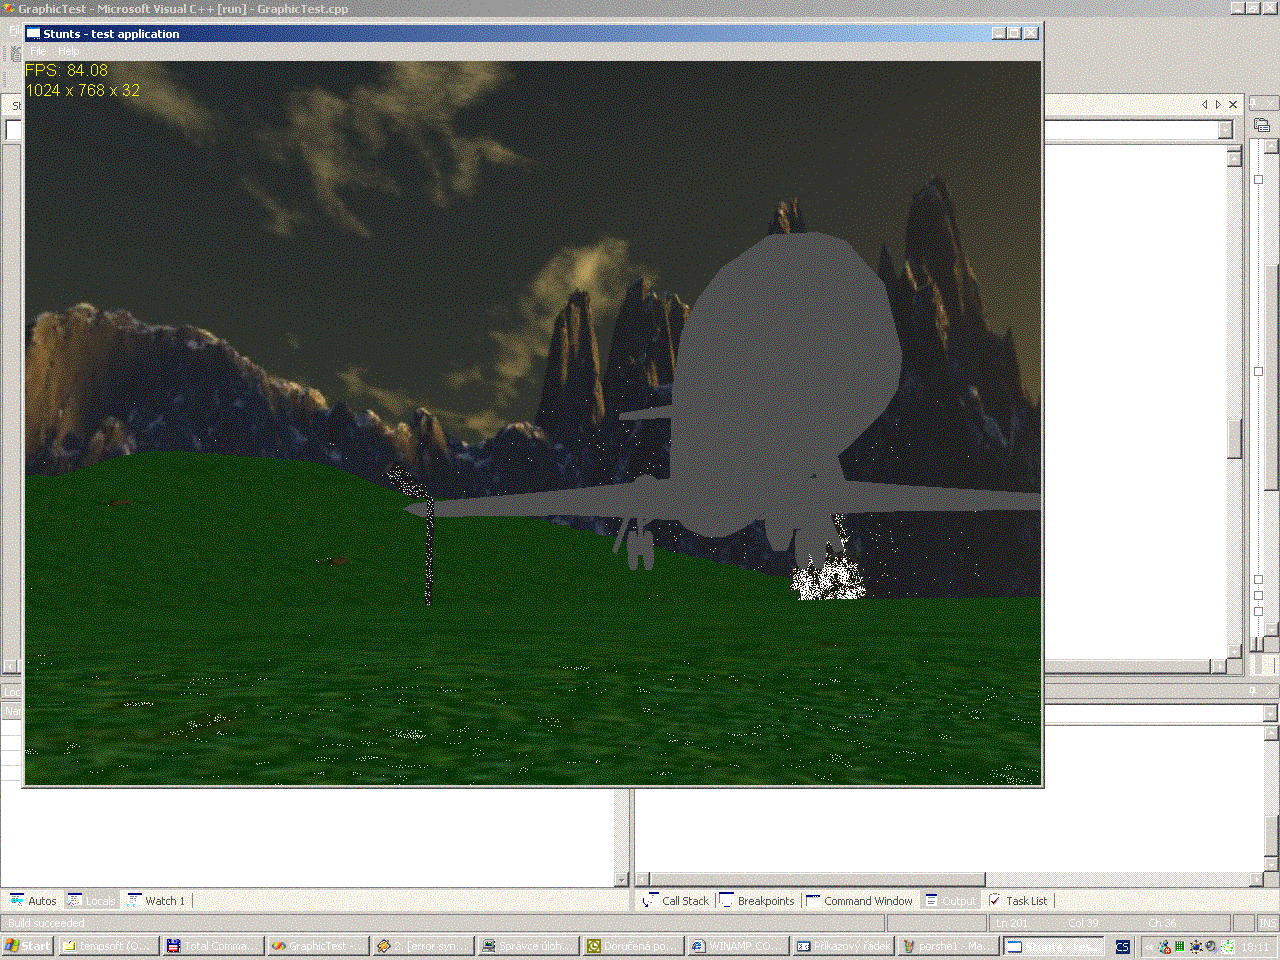 GraphicTest - Microsoft Visual C++ [run] - GraphicTest.cpp
Stunts - test application
File Help
FPS: 84.08
1024 x 768 x 32
Autos Locals Watch 1
Call Stack Breakpoints Command Window Output Task List
Build succeeded
Ln 201 Col 39 Ch 36 INS
Start tempsoft (O... Total Comma... GraphicTest -... 2. [error syn... Správce úloh... Doručená po... WINAMP.CO... Příkazový řádek porshe1 - Ma... Stunts - tes... CS « 18:11